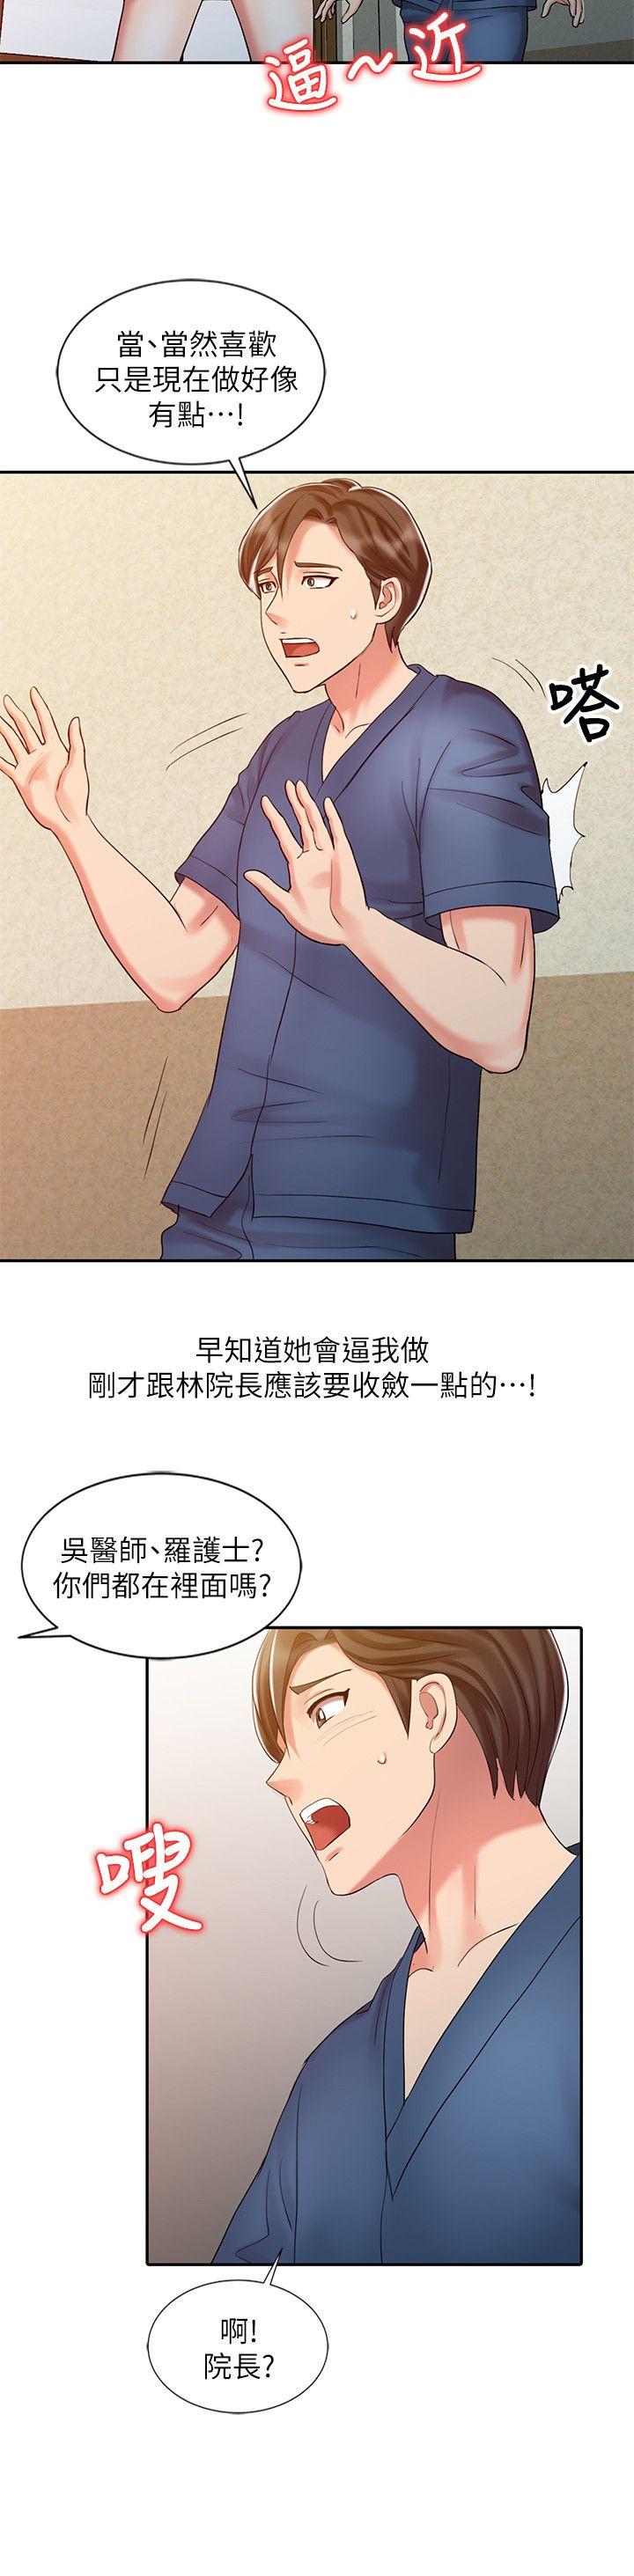 逼~近
當、當然喜歡
只是現在做好像
有點⋯!
嗒
早知道她會逼我做
剛才跟林院長應該要收斂一點的⋯!
吳醫師、羅護士?
你們都在裡面嗎?
嗖
啊!
院長?